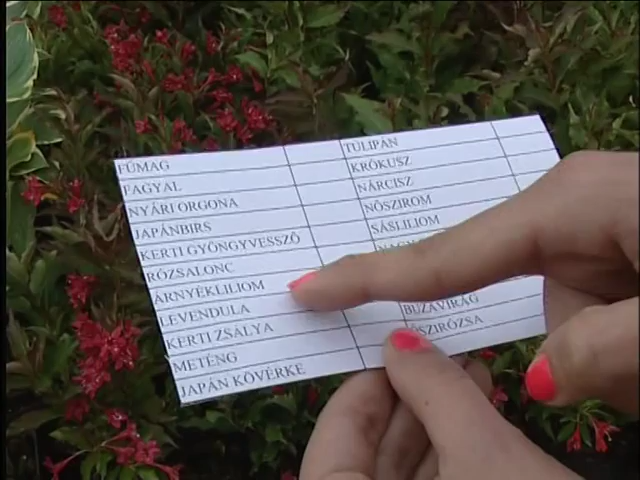 FŰMAG
FAGYAL
NYÁRI ORGONA
JAPÁNBIRS
KERTI GYÖNGYVESSZŐ
RÓZSALONC
ÁRNYÉKLILIOM
LEVENDULA
KERTI ZSÁLYA
METÉNG
JAPÁN KÖVÉRKE
TULIPÁN
KRÓKUSZ
NÁRCISZ
NŐSZIROM
SÁSLILIOM
BÚZAVIRÁG
ŐSZIRÓZSA